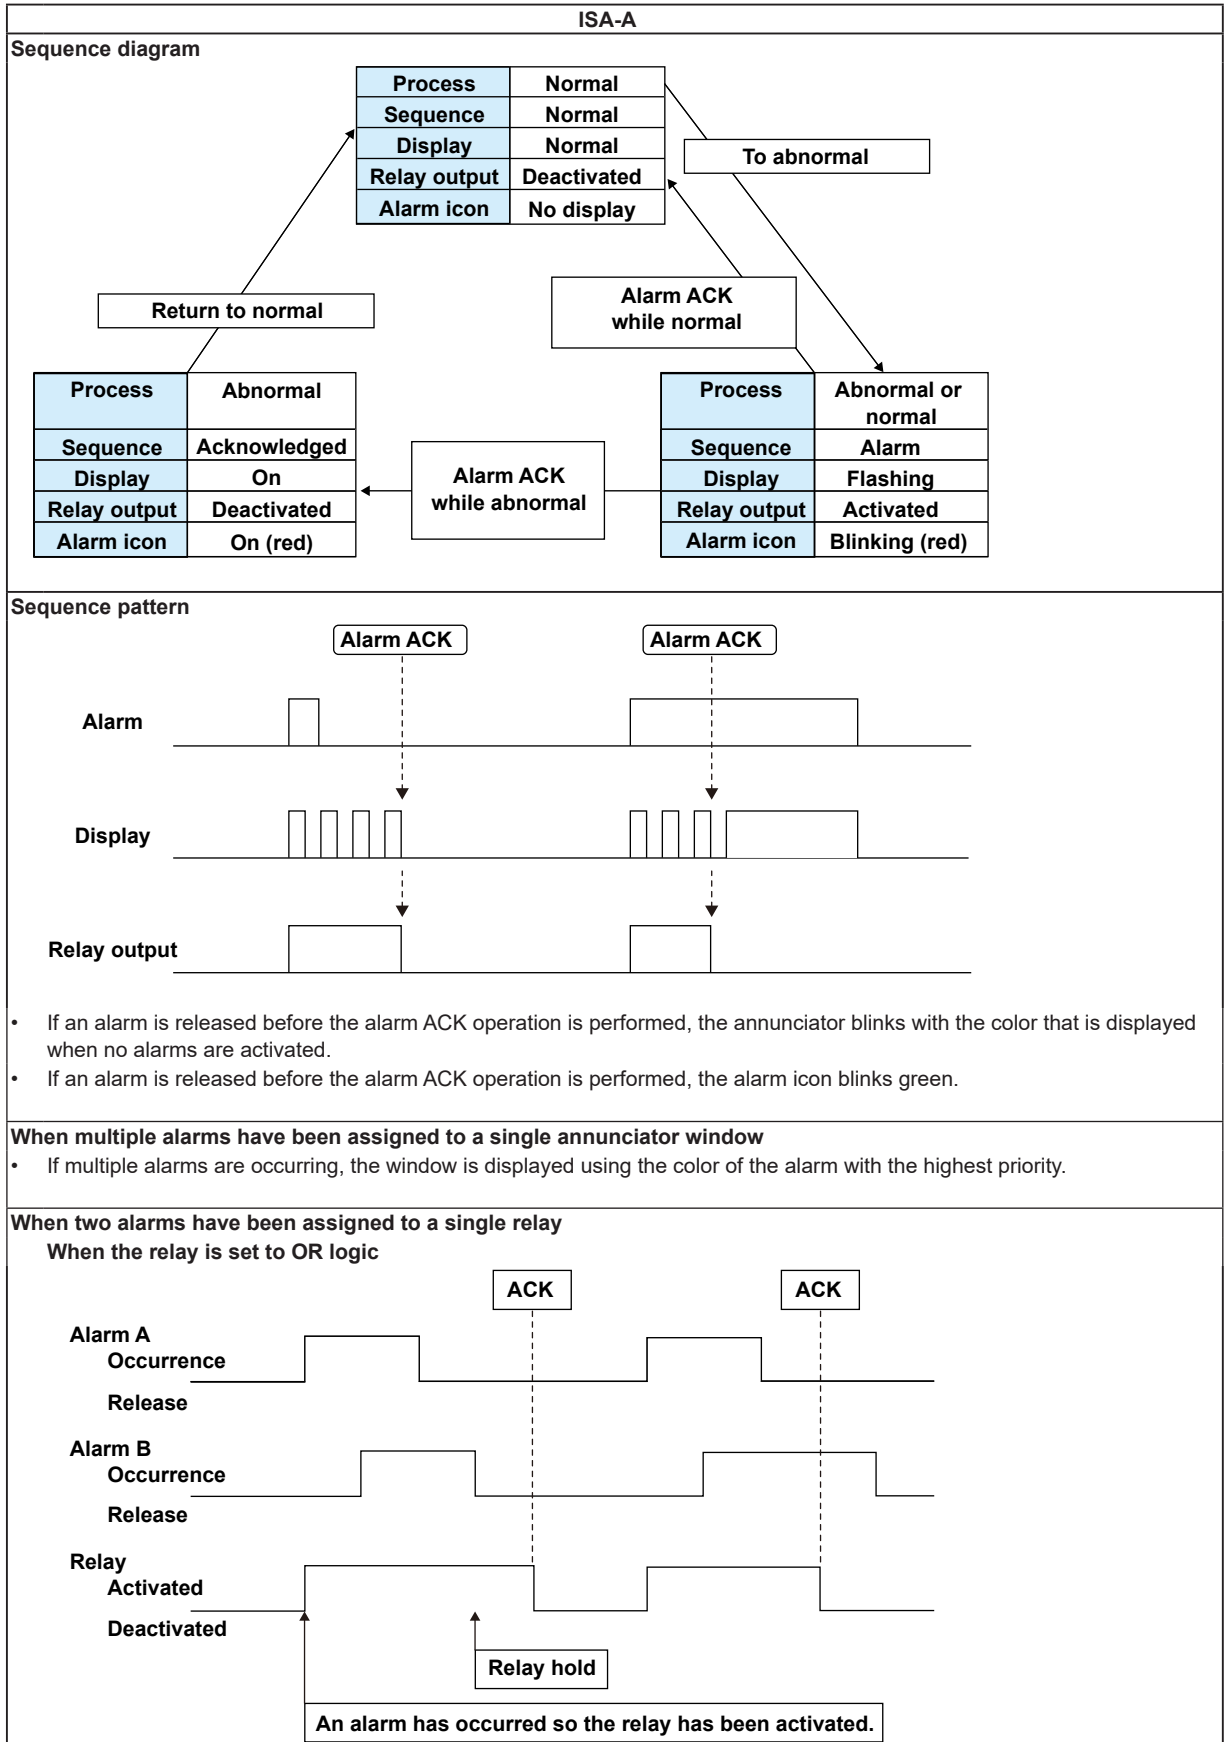 ISA-A
Sequence diagram
Process Normal
Sequence Normal
Display Normal
Relay output Deactivated
Alarm icon No display
To abnormal
Alarm ACK
while normal
Return to normal
Process Abnormal
Sequence Acknowledged
Display On
Relay output Deactivated
Alarm icon On (red)
Alarm ACK
while abnormal
Process Abnormal or
normal
Sequence Alarm
Display Flashing
Relay output Activated
Alarm icon Blinking (red)
Sequence pattern
Alarm ACK Alarm ACK
Alarm
Display
Relay output
• If an alarm is released before the alarm ACK operation is performed, the annunciator blinks with the color that is displayed
when no alarms are activated.
• If an alarm is released before the alarm ACK operation is performed, the alarm icon blinks green.
When multiple alarms have been assigned to a single annunciator window
• If multiple alarms are occurring, the window is displayed using the color of the alarm with the highest priority.
When two alarms have been assigned to a single relay
When the relay is set to OR logic
ACK ACK
Alarm A
Occurrence
Release
Alarm B
Occurrence
Release
Relay
Activated
Deactivated
Relay hold
An alarm has occurred so the relay has been activated.